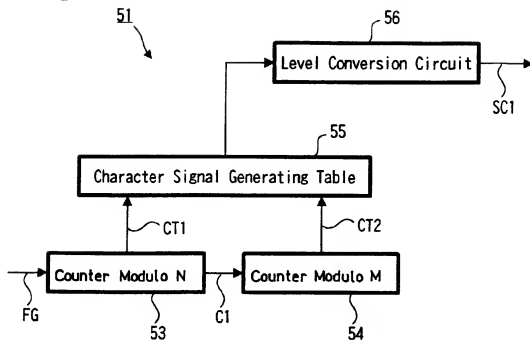 51
56
Level Conversion Circuit
SC1
55
Character Signal Generating Table
CT1
CT2
Counter Modulo N
Counter Modulo M
FG
53
C1
54